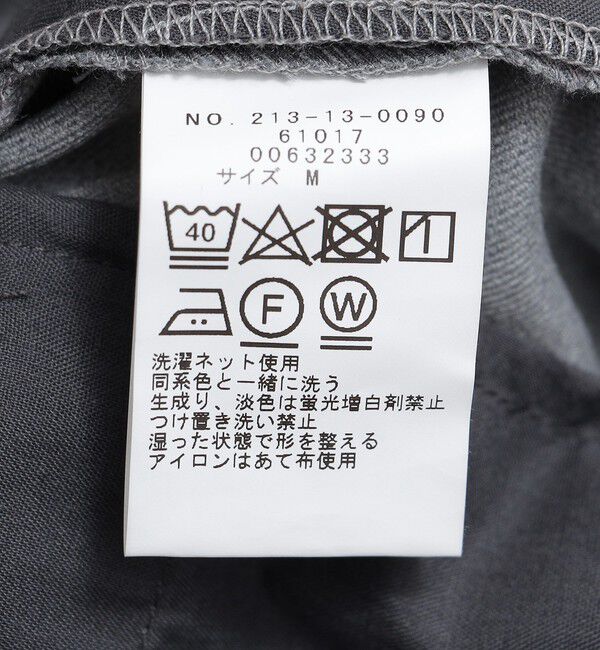 NO. 213-13-0090
61017
00632333
サイズ M
40
F W
洗濯ネット使用
同系色と一緒に洗う
生成り、淡色は蛍光増白剤禁止
つけ置き洗い禁止
湿った状態で形を整える
アイロンはあて布使用